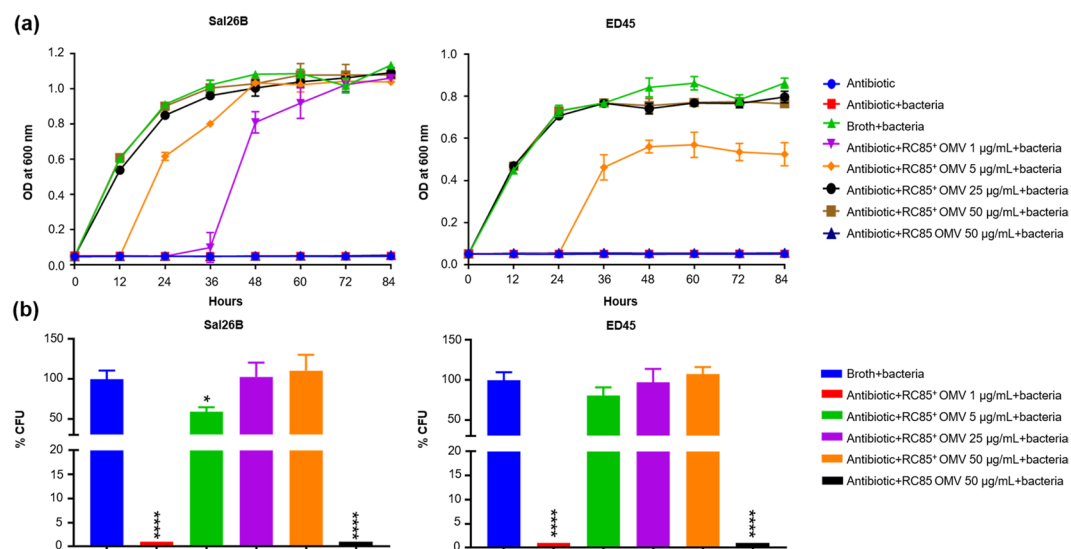 (a)
Sal26B
OD at 600 nm
1.2
1.0
0.8
0.6
0.4
0.2
0.0
0 12 24 36 48 60 72 84
Hours
ED45
OD at 600 nm
1.0
0.8
0.6
0.4
0.2
0.0
0 12 24 36 48 60 72 84
Hours
Antibiotic
Antibiotic+bacteria
Broth+bacteria
Antibiotic+RC85⁺ OMV 1 µg/mL+bacteria
Antibiotic+RC85⁺ OMV 5 µg/mL+bacteria
Antibiotic+RC85⁺ OMV 25 µg/mL+bacteria
Antibiotic+RC85⁺ OMV 50 µg/mL+bacteria
Antibiotic+RC85 OMV 50 µg/mL+bacteria
(b)
Sal26B
% CFU
150
100
50
20
15
10
5
0
****
*
****
ED45
% CFU
150
100
50
20
15
10
5
0
****
****
Broth+bacteria
Antibiotic+RC85⁺ OMV 1 µg/mL+bacteria
Antibiotic+RC85⁺ OMV 5 µg/mL+bacteria
Antibiotic+RC85⁺ OMV 25 µg/mL+bacteria
Antibiotic+RC85⁺ OMV 50 µg/mL+bacteria
Antibiotic+RC85 OMV 50 µg/mL+bacteria